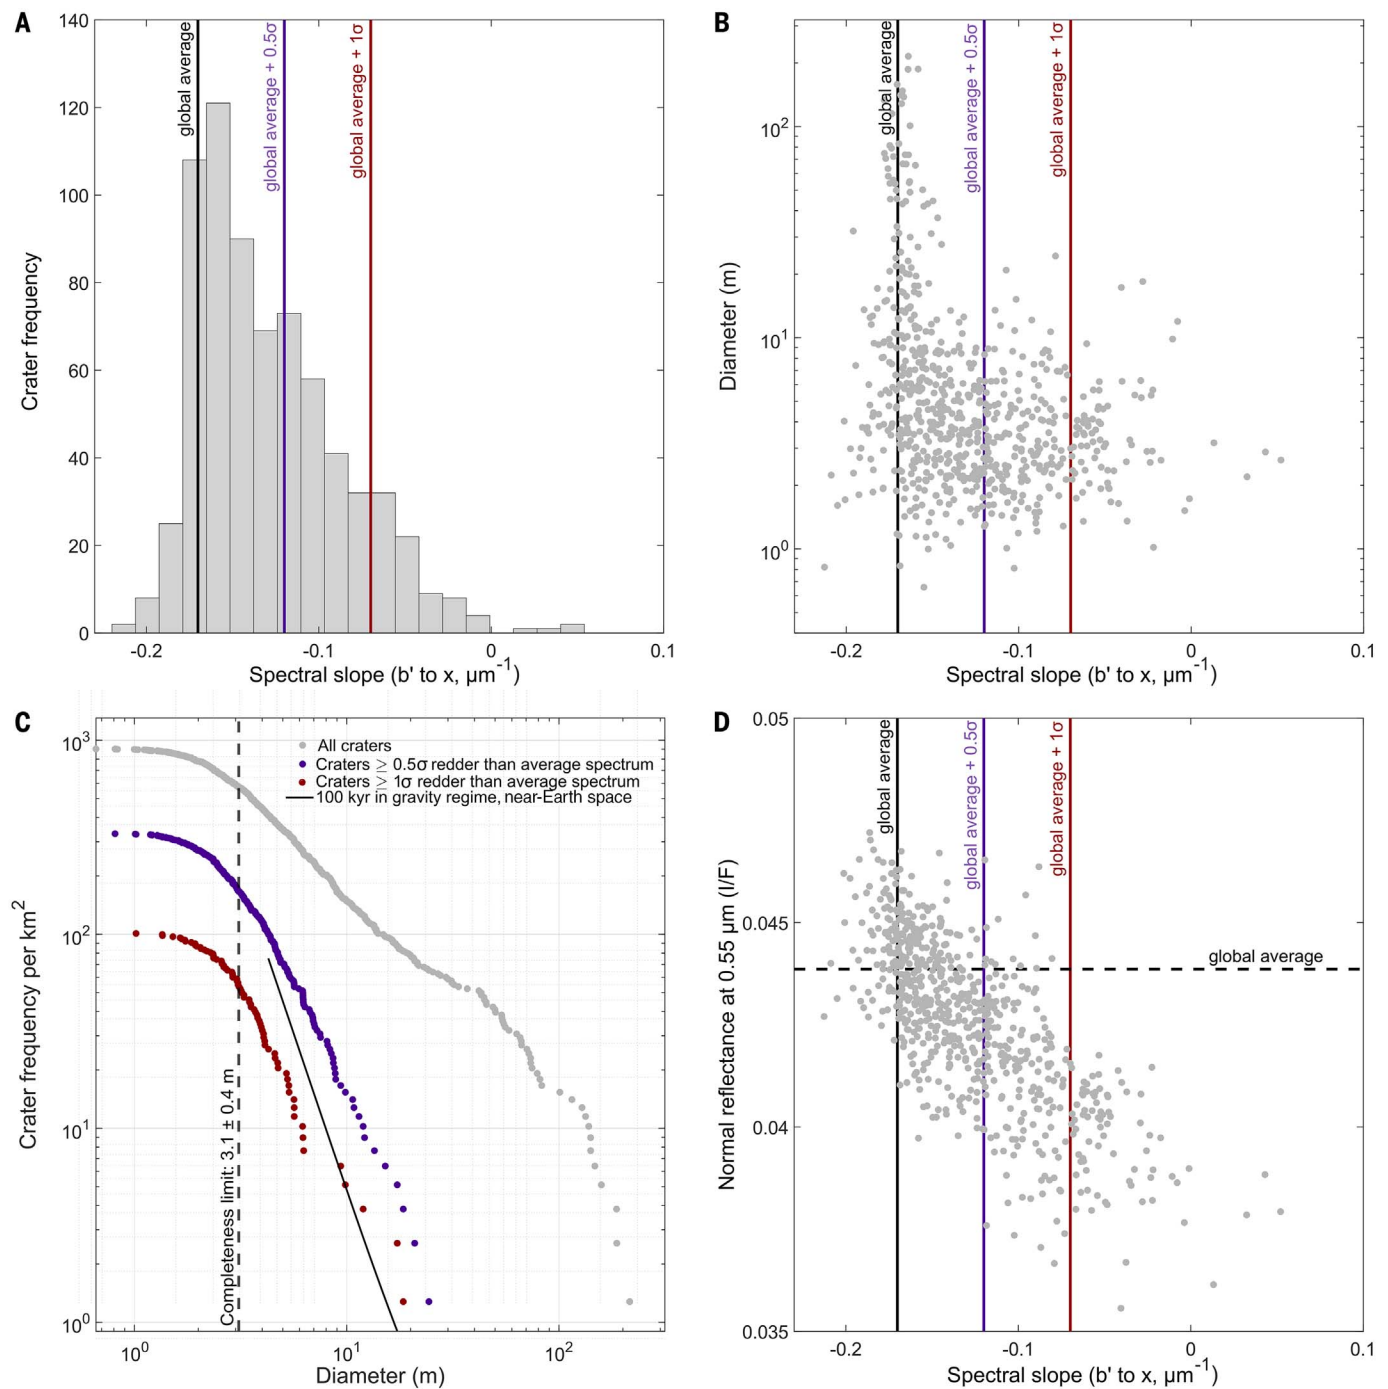 A
140
120
100
80
60
40
20
0
Crater frequency
global average
global average + 0.5σ
global average + 1σ
-0.2
-0.1
0
0.1
Spectral slope (b' to x, µm⁻¹)
B
10²
10¹
10⁰
Diameter (m)
global average
global average + 0.5σ
global average + 1σ
-0.2
-0.1
0
0.1
Spectral slope (b' to x, µm⁻¹)
C
10³
10²
10¹
10⁰
Crater frequency per km²
All craters
Craters ≥ 0.5σ redder than average spectrum
Craters ≥ 1σ redder than average spectrum
100 kyr in gravity regime, near-Earth space
Completeness limit: 3.1 ± 0.4 m
10⁰
10¹
10²
Diameter (m)
D
0.05
0.045
0.04
0.035
Normal reflectance at 0.55 µm (I/F)
global average
global average + 0.5σ
global average + 1σ
global average
-0.2
-0.1
0
0.1
Spectral slope (b' to x, µm⁻¹)